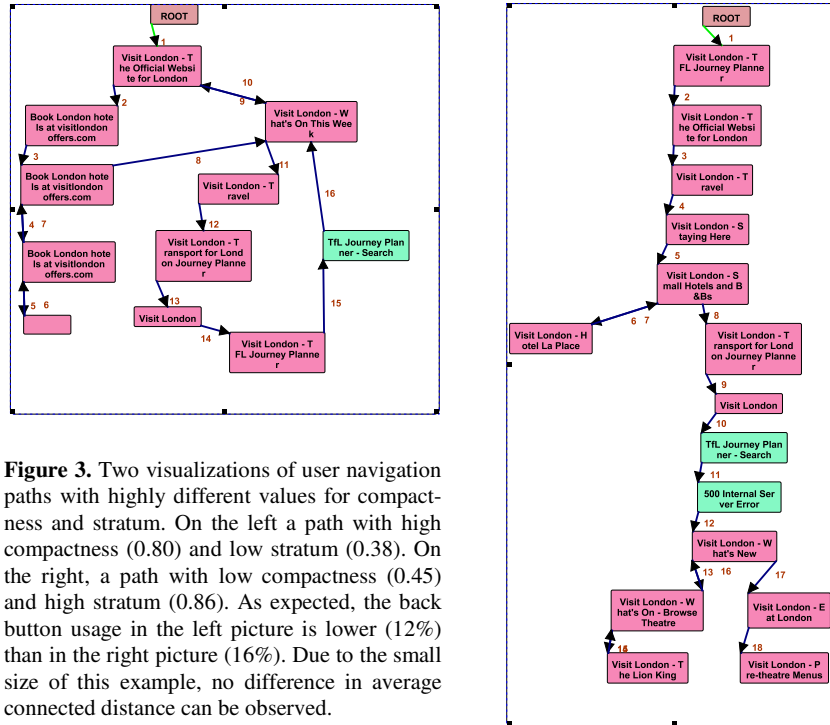 ROOT
1
Visit London - T
he Official Websi
te for London
10
9
2
Visit London - W
hat's On This Wee
k
Book London hote
ls at visitlondon
offers.com
3
8
11
Book London hote
ls at visitlondon
offers.com
Visit London - T
ravel
16
4 7
12
Book London hote
ls at visitlondon
offers.com
Visit London - T
ransport for Lond
on Journey Planne
r
TfL Journey Plan
ner - Search
5 6
13
15
Visit London
14
Visit London - T
FL Journey Planne
r
Figure 3. Two visualizations of user navigation
paths with highly different values for compact-
ness and stratum. On the left a path with high
compactness (0.80) and low stratum (0.38). On
the right, a path with low compactness (0.45)
and high stratum (0.86). As expected, the back
button usage in the left picture is lower (12%)
than in the right picture (16%). Due to the small
size of this example, no difference in average
connected distance can be observed.
ROOT
1
Visit London - T
FL Journey Planne
r
2
Visit London - T
he Official Websi
te for London
3
Visit London - T
ravel
4
Visit London - S
taying Here
5
Visit London - S
mall Hotels and B
&Bs
6 7
8
Visit London - H
otel La Place
Visit London - T
ransport for Lond
on Journey Planne
r
9
Visit London
10
TfL Journey Plan
ner - Search
11
500 Internal Ser
ver Error
12
Visit London - W
hat's New
13 16
17
Visit London - W
hat's On - Browse
Theatre
Visit London - E
at London
18
Visit London - T
he Lion King
Visit London - P
re-theatre Menus